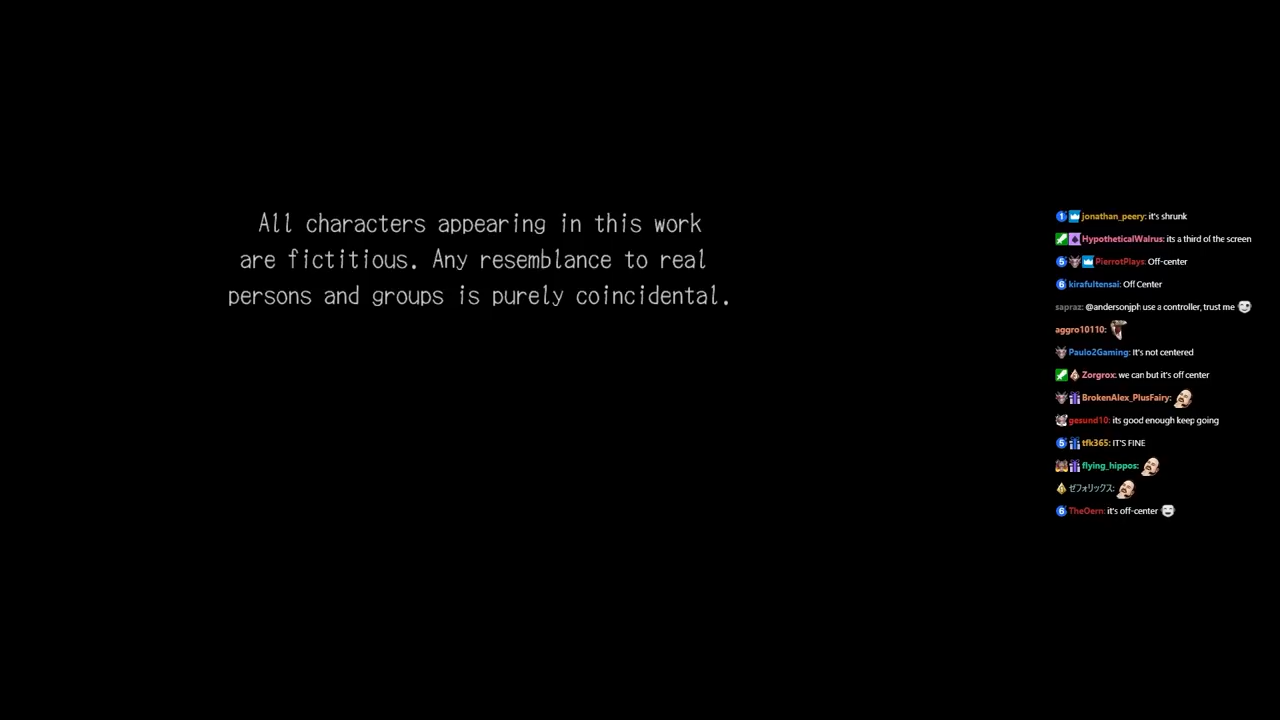 All characters appearing in this work
are fictitious. Any resemblance to real
persons and groups is purely coincidental.
jonathan_peery: it's shrunk
HypotheticalWalrus: its a third of the screen
PierrotPlays: Off-center
kirafultensai: Off Center
sapraz: @andersonjph use a controller, trust me
aggro10110:
Paulo2Gaming: It's not centered
Zorgrox: we can but it's off center
BrokenAlex_PlusFairy:
gesund10: its good enough keep going
tfk365: IT'S FINE
flying_hippos:
ゼフォリックス:
TheOern: it's off-center